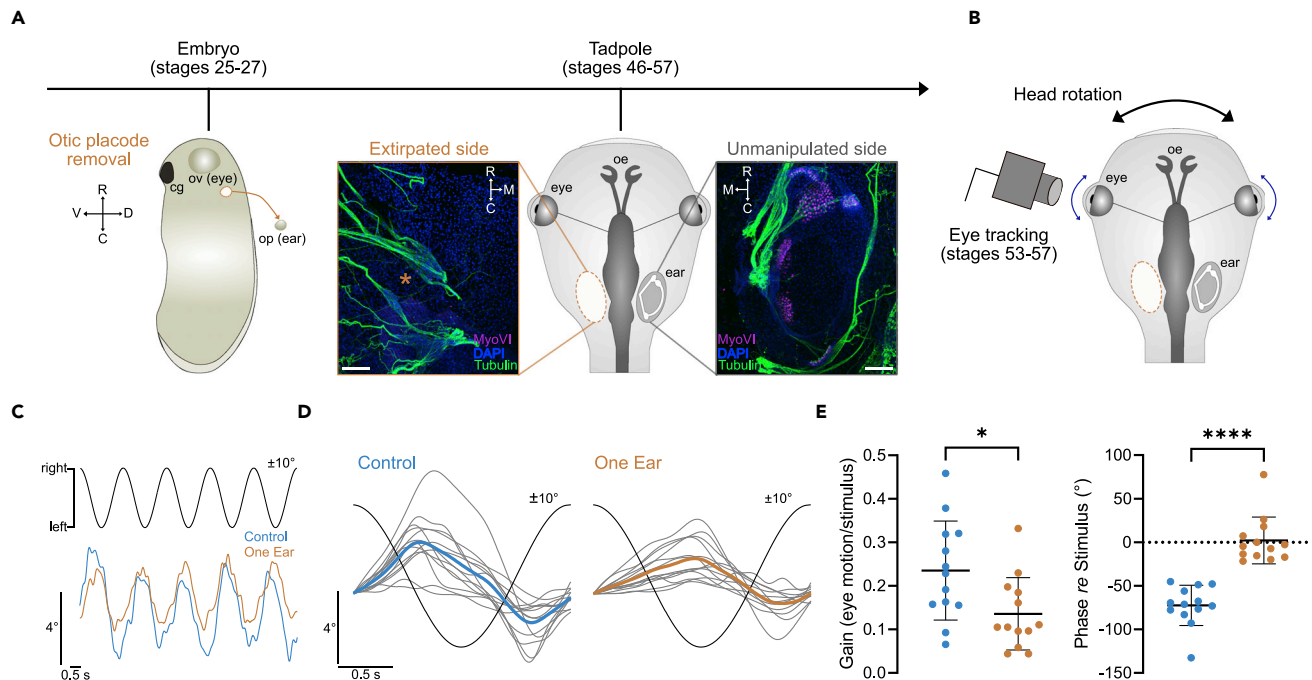 A
Embryo
(stages 25-27)
Tadpole
(stages 46-57)
Otic placode
removal
R
V
D
C
cg
ov (eye)
op (ear)
Extirpated side
R
M
C
*
MyoVI
DAPI
Tubulin
oe
eye
ear
Unmanipulated side
R
M
C
MyoVI
DAPI
Tubulin
B
Head rotation
oe
eye
ear
Eye tracking
(stages 53-57)
C
right
left
±10°
Control
One Ear
4°
0.5 s
D
Control
±10°
4°
0.5 s
One Ear
±10°
E
*
Gain (eye motion/stimulus)
0.5
0.4
0.3
0.2
0.1
0.0
****
Phase re Stimulus (°)
100
50
0
-50
-100
-150